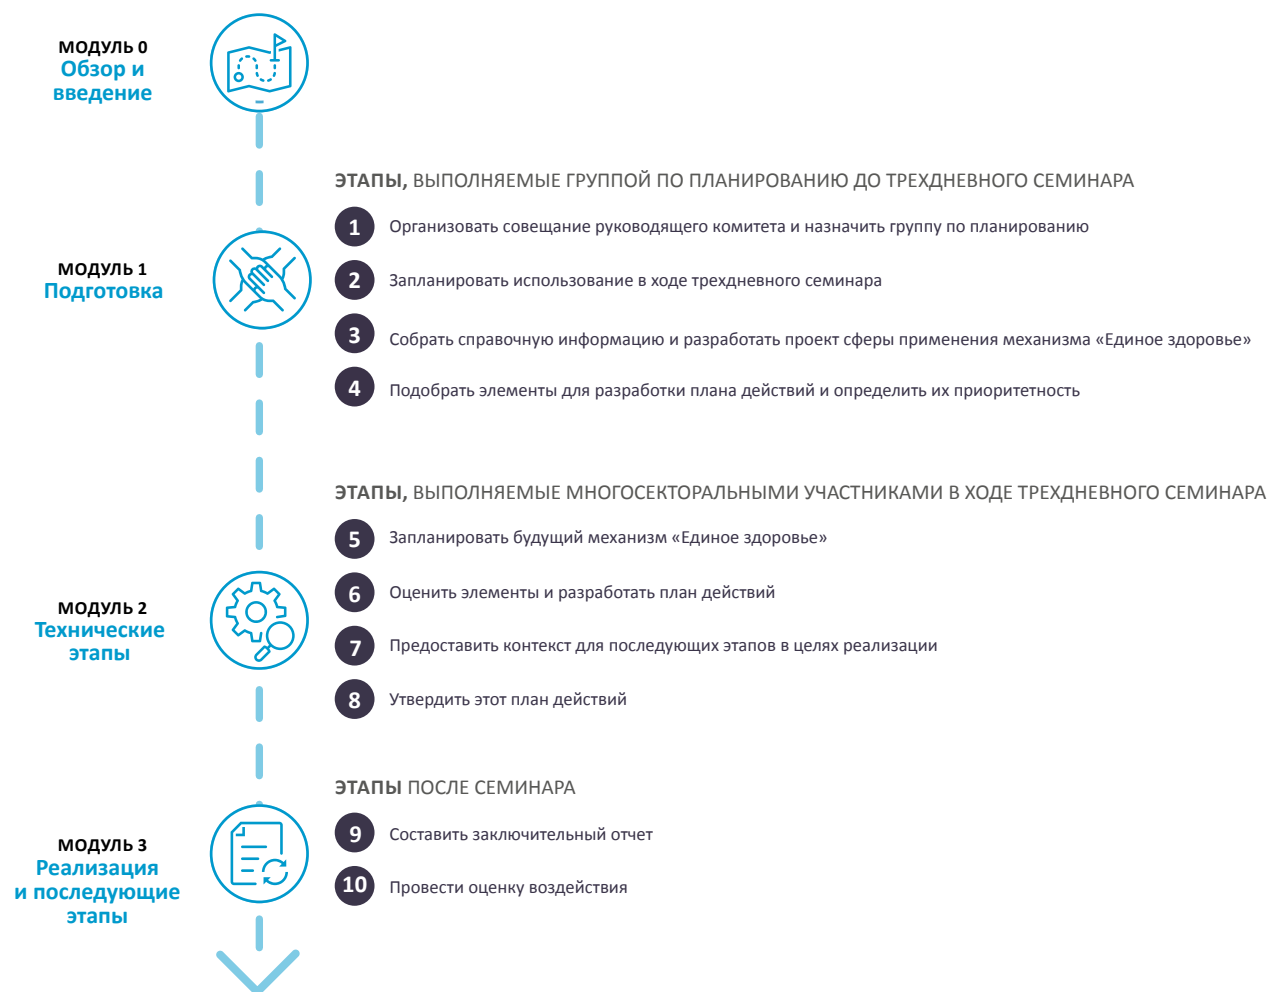 МОДУЛЬ 0
Обзор и
введение
ЭТАПЫ, ВЫПОЛНЯЕМЫЕ ГРУППОЙ ПО ПЛАНИРОВАНИЮ ДО ТРЕХДНЕВНОГО СЕМИНАРА
МОДУЛЬ 1
Подготовка
1 Организовать совещание руководящего комитета и назначить группу по планированию
2 Запланировать использование в ходе трехдневного семинара
3 Собрать справочную информацию и разработать проект сферы применения механизма «Единое здоровье»
4 Подобрать элементы для разработки плана действий и определить их приоритетность
ЭТАПЫ, ВЫПОЛНЯЕМЫЕ МНОГОСЕКТОРАЛЬНЫМИ УЧАСТНИКАМИ В ХОДЕ ТРЕХДНЕВНОГО СЕМИНАРА
МОДУЛЬ 2
Технические
этапы
5 Запланировать будущий механизм «Единое здоровье»
6 Оценить элементы и разработать план действий
7 Предоставить контекст для последующих этапов в целях реализации
8 Утвердить этот план действий
ЭТАПЫ ПОСЛЕ СЕМИНАРА
МОДУЛЬ 3
Реализация
и последующие
этапы
9 Составить заключительный отчет
10 Провести оценку воздействия